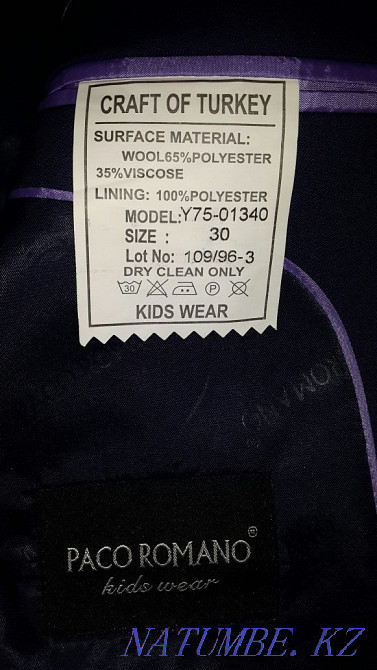 CRAFT OF TURKEY
SURFACE MATERIAL:
WOOL65%POLYESTER
35%VISCOSE
LINING: 100%POLYESTER
MODEL:Y75-01340
SIZE : 30
Lot No: 109/96-3
DRY CLEAN ONLY
30 P
KIDS WEAR
ROMANO
PACO ROMANO®
kids wear
NATUMBE.KZ